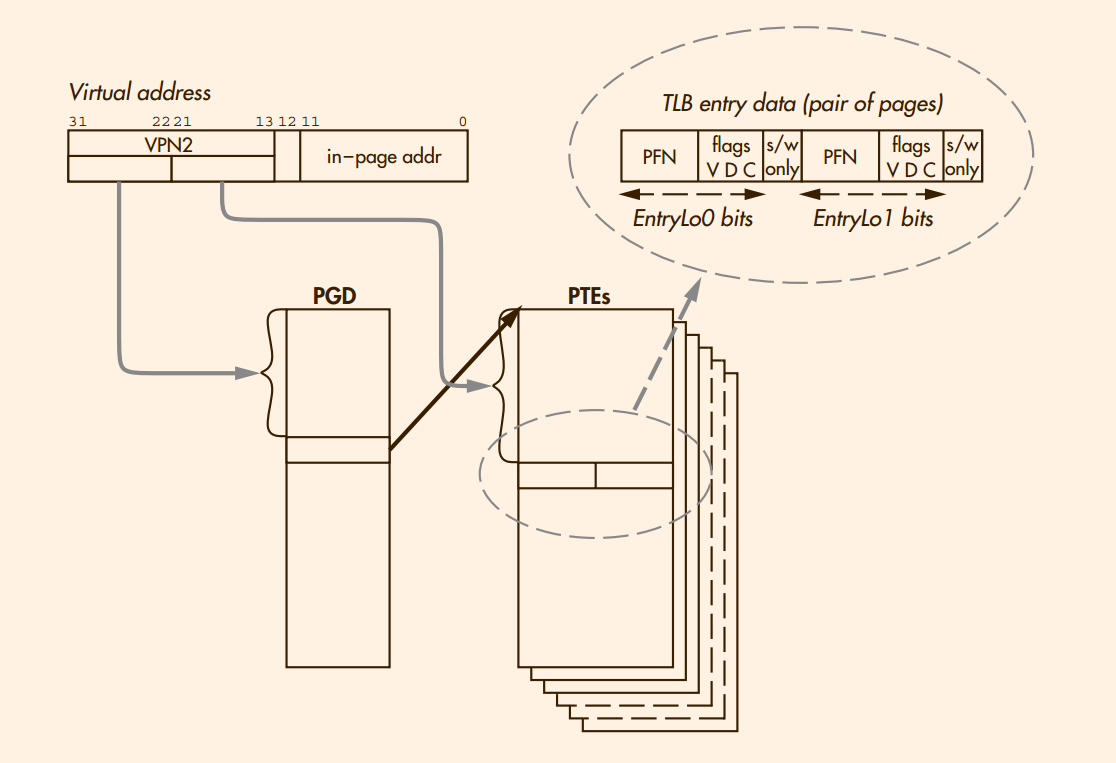 Virtual address
31 22 21 13 12 11 0
VPN2
in-page addr
TLB entry data (pair of pages)
PFN flags V D C s/w only PFN flags V D C s/w only
EntryLo0 bits EntryLo1 bits
PGD PTEs